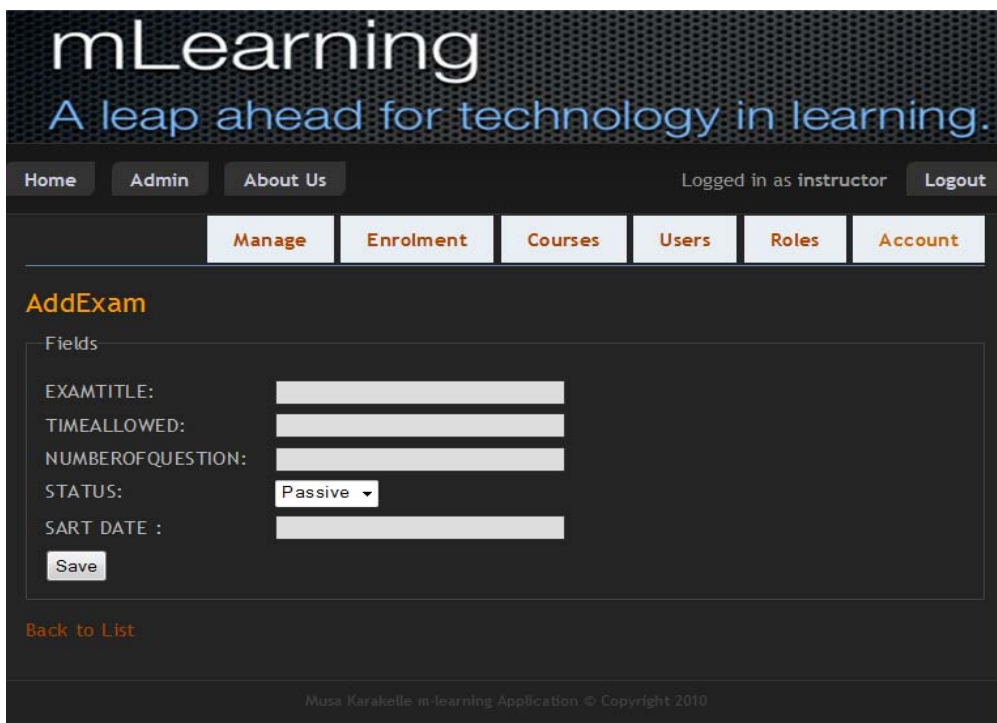 mLearning
A leap ahead for technology in learning.
Home Admin About Us Logged in as instructor Logout
Manage Enrolment Courses Users Roles Account
AddExam
Fields
EXAMTITLE:
TIMEALLOWED:
NUMBEROFQUESTION:
STATUS: Passive
SART DATE :
Save
Back to List
Musa Karakelle m-learning Application © Copyright 2010